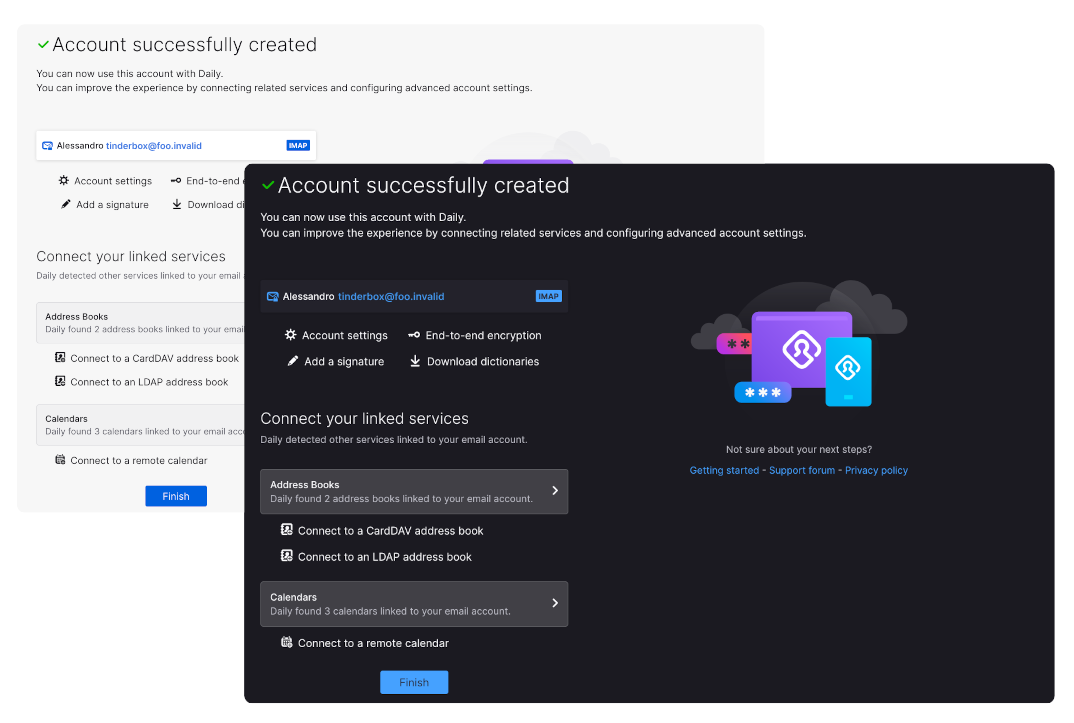 Account successfully created
You can now use this account with Daily.
You can improve the experience by connecting related services and configuring advanced account settings.
Alessandro tinderbox@foo.invalid IMAP
Account settings End-to-end
Add a signature Download
Connect your linked services
Daily detected other services linked to your email
Address Books
Daily found 2 address books linked to your
Connect to a CardDAV address book
Connect to an LDAP address book
Calendars
Daily found 3 calendars linked to your email
Connect to a remote calendar
Finish
Account successfully created
You can now use this account with Daily.
You can improve the experience by connecting related services and configuring advanced account settings.
Alessandro tinderbox@foo.invalid IMAP
Account settings End-to-end encryption
Add a signature Download dictionaries
Connect your linked services
Daily detected other services linked to your email account.
Address Books
Daily found 2 address books linked to your email account.
Connect to a CardDAV address book
Connect to an LDAP address book
Calendars
Daily found 3 calendars linked to your email account.
Connect to a remote calendar
Finish
** 
***
Not sure about your next steps?
Getting started - Support forum - Privacy policy